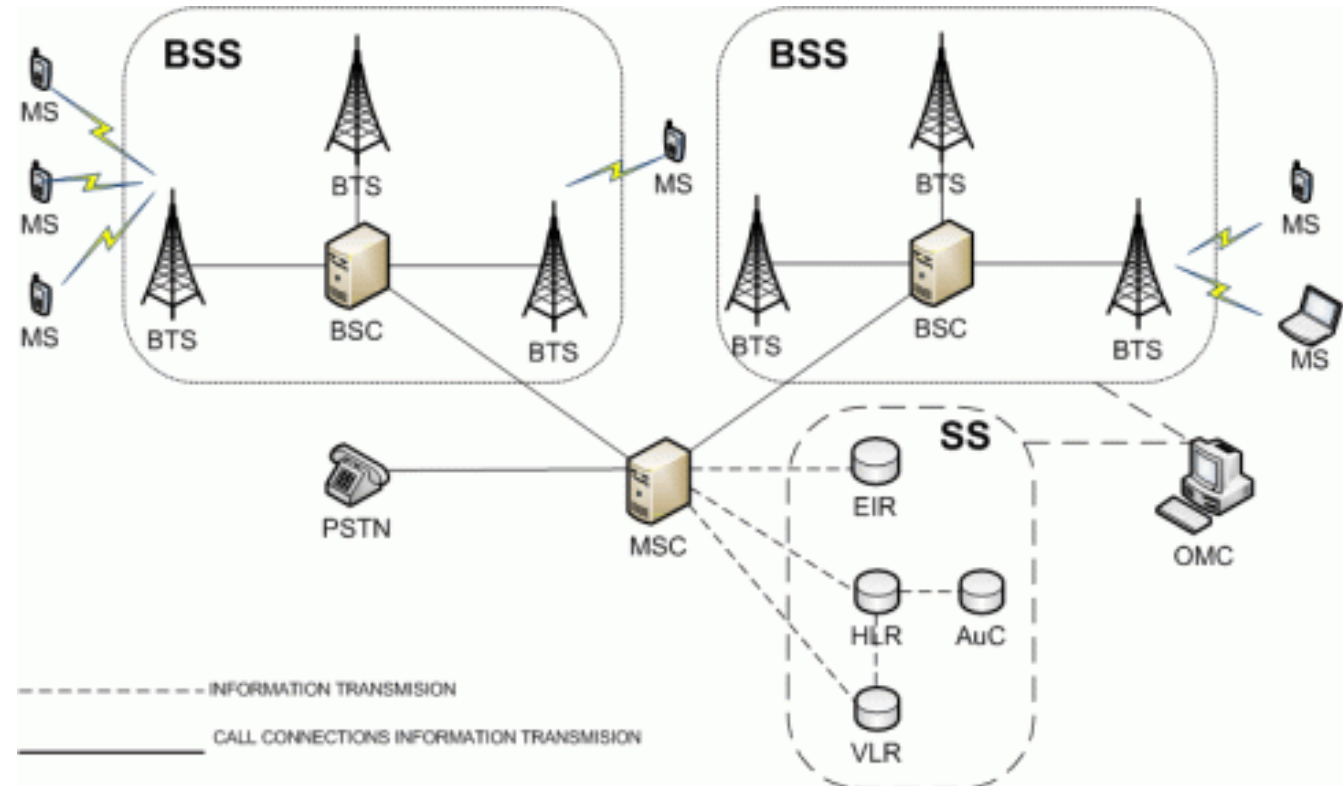 BSS
BSS
MS
MS
MS
BTS
BTS
BTS
BSC
MS
BTS
BTS
BTS
BSC
MS
MS
SS
PSTN
MSC
EIR
HLR
AuC
VLR
OMC
INFORMATION TRANSMISION
CALL CONNECTIONS INFORMATION TRANSMISION